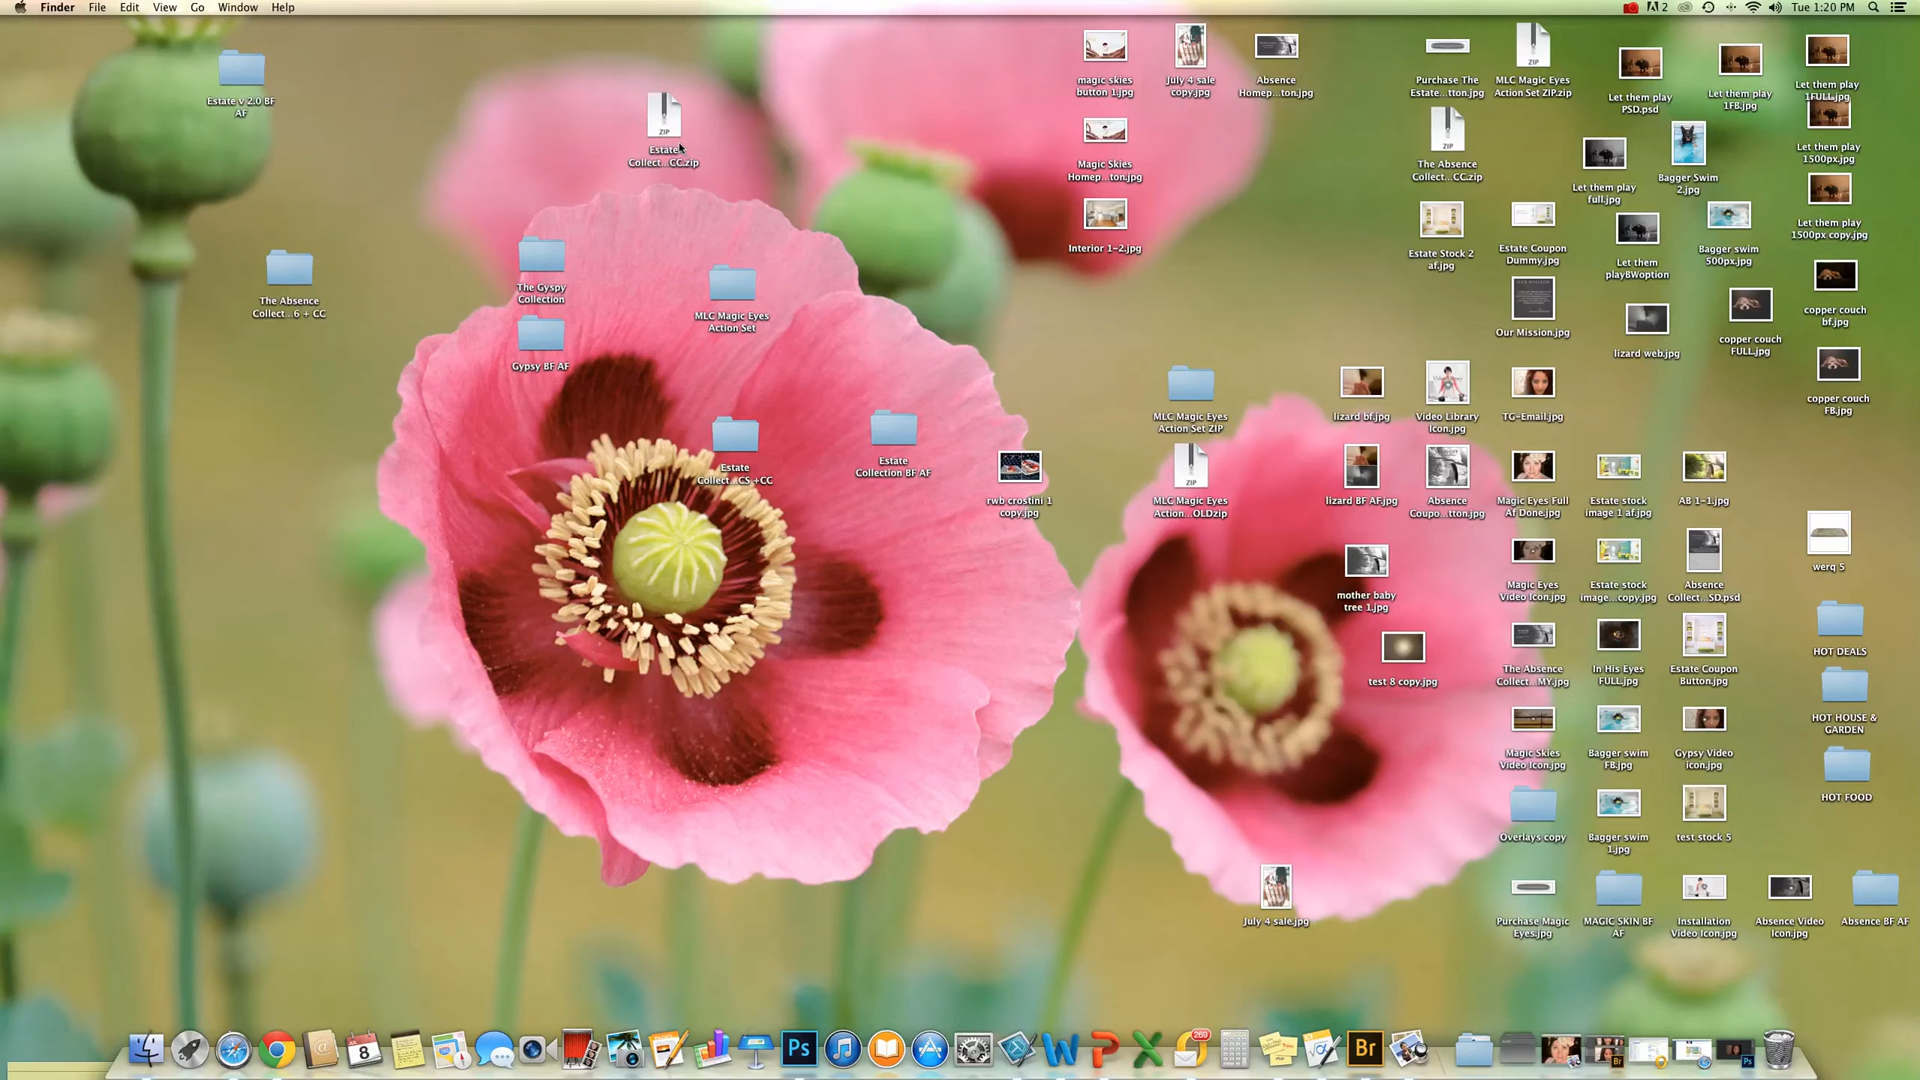 Finder File Edit View Go Window Help
2 Tue 1:20 PM
Estate v 2.0 BF
AF
ZIP
Estate
Collect...CC.zip
magic skies
button 1.jpg
July 4 sale
copy.jpg
Absence
Homep...ton.jpg
Purchase The
Estate...tton.jpg
ZIP
MLC Magic Eyes
Action Set ZIP.zip
Let them play
PSD.psd
Let them play
1FB.jpg
Let them play
1FULL.jpg
Magic Skies
Homep...ton.jpg
ZIP
The Absence
Collect...CC.zip
Let them play
full.jpg
Bagger Swim
2.jpg
Let them play
1500px.jpg
The Absence
Collect...6 + CC
The Gyspy
Collection
MLC Magic Eyes
Action Set
Interior 1-2.jpg
Estate Stock 2
af.jpg
Estate Coupon
Dummy.jpg
Let them
playBWoption
Bagger swim
500px.jpg
Let them play
1500px copy.jpg
Gypsy BF AF
Our Mission.jpg
lizard web.jpg
copper couch
FULL.jpg
copper couch
bf.jpg
MLC Magic Eyes
Action Set ZIP
lizard bf.jpg
Video Library
Icon.jpg
TG-Email.jpg
copper couch
FB.jpg
Estate
Collect...CS +CC
Estate
Collection BF AF
rwb crostini 1
copy.jpg
ZIP
MLC Magic Eyes
Action...OLDzip
lizard BF AF.jpg
Absence
Coupo...tton.jpg
Magic Eyes Full
Af Done.jpg
Estate stock
image 1 af.jpg
AB 1-1.jpg
werq 5
mother baby
tree 1.jpg
Magic Eyes
Video Icon.jpg
Estate stock
image...copy.jpg
Absence
Collect...SD.psd
HOT DEALS
test 8 copy.jpg
The Absence
Collect...MY.jpg
In His Eyes
FULL.jpg
Estate Coupon
Button.jpg
HOT HOUSE &
GARDEN
Magic Skies
Video Icon.jpg
Bagger swim
FB.jpg
Gypsy Video
icon.jpg
HOT FOOD
Overlays copy
Bagger swim
1.jpg
test stock 5
July 4 sale.jpg
Purchase Magic
Eyes.jpg
MAGIC SKIN BF
AF
Installation
Video Icon.jpg
Absence Video
Icon.jpg
Absence BF AF
8
Ps
269
Br